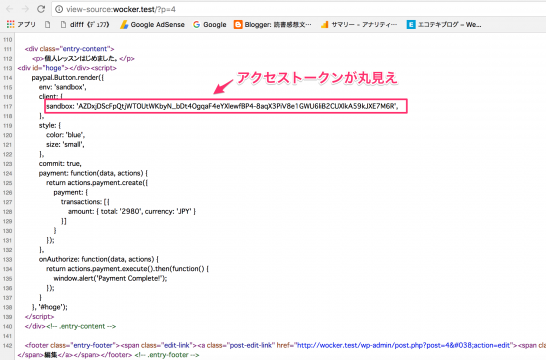 view-source:wocker.test/?p=4
アプリ difff《ﾃﾞｭﾌﾌ》 Google AdSense Google Blogger: 読書感想文… サマリー - アナリティ… エコテキブログ – We…
110
111 <div class="entry-content">
112 <p>個人レッスンはじめました。</p>
113 <div id="hoge"></div><script>
114 paypal.Button.render({
115 env: 'sandbox',
116 client: {
アクセストークンが丸見え
117
118 },
119 style: {
120 color: 'blue',
121 size: 'small',
122 },
123 commit: true,
124 payment: function(data, actions) {
125 return actions.payment.create({
126 payment: {
127 transactions: [{
128 amount: { total: '2980', currency: 'JPY' }
129 }]
130 }
131 });
132 },
133 onAuthorize: function(data, actions) {
134 return actions.payment.execute().then(function() {
135 window.alert('Payment Complete!');
136 });
137 }
138 }, '#hoge');
139 </script>
140 </div><!-- .entry-content -->
141
142 <footer class="entry-footer"><span class="edit-link"><a class="post-edit-link" href="http://wocker.test/wp-admin/post.php?post=4&#038;action=edit"><span
</span>編集</a></span></footer> <!-- .entry-footer -->